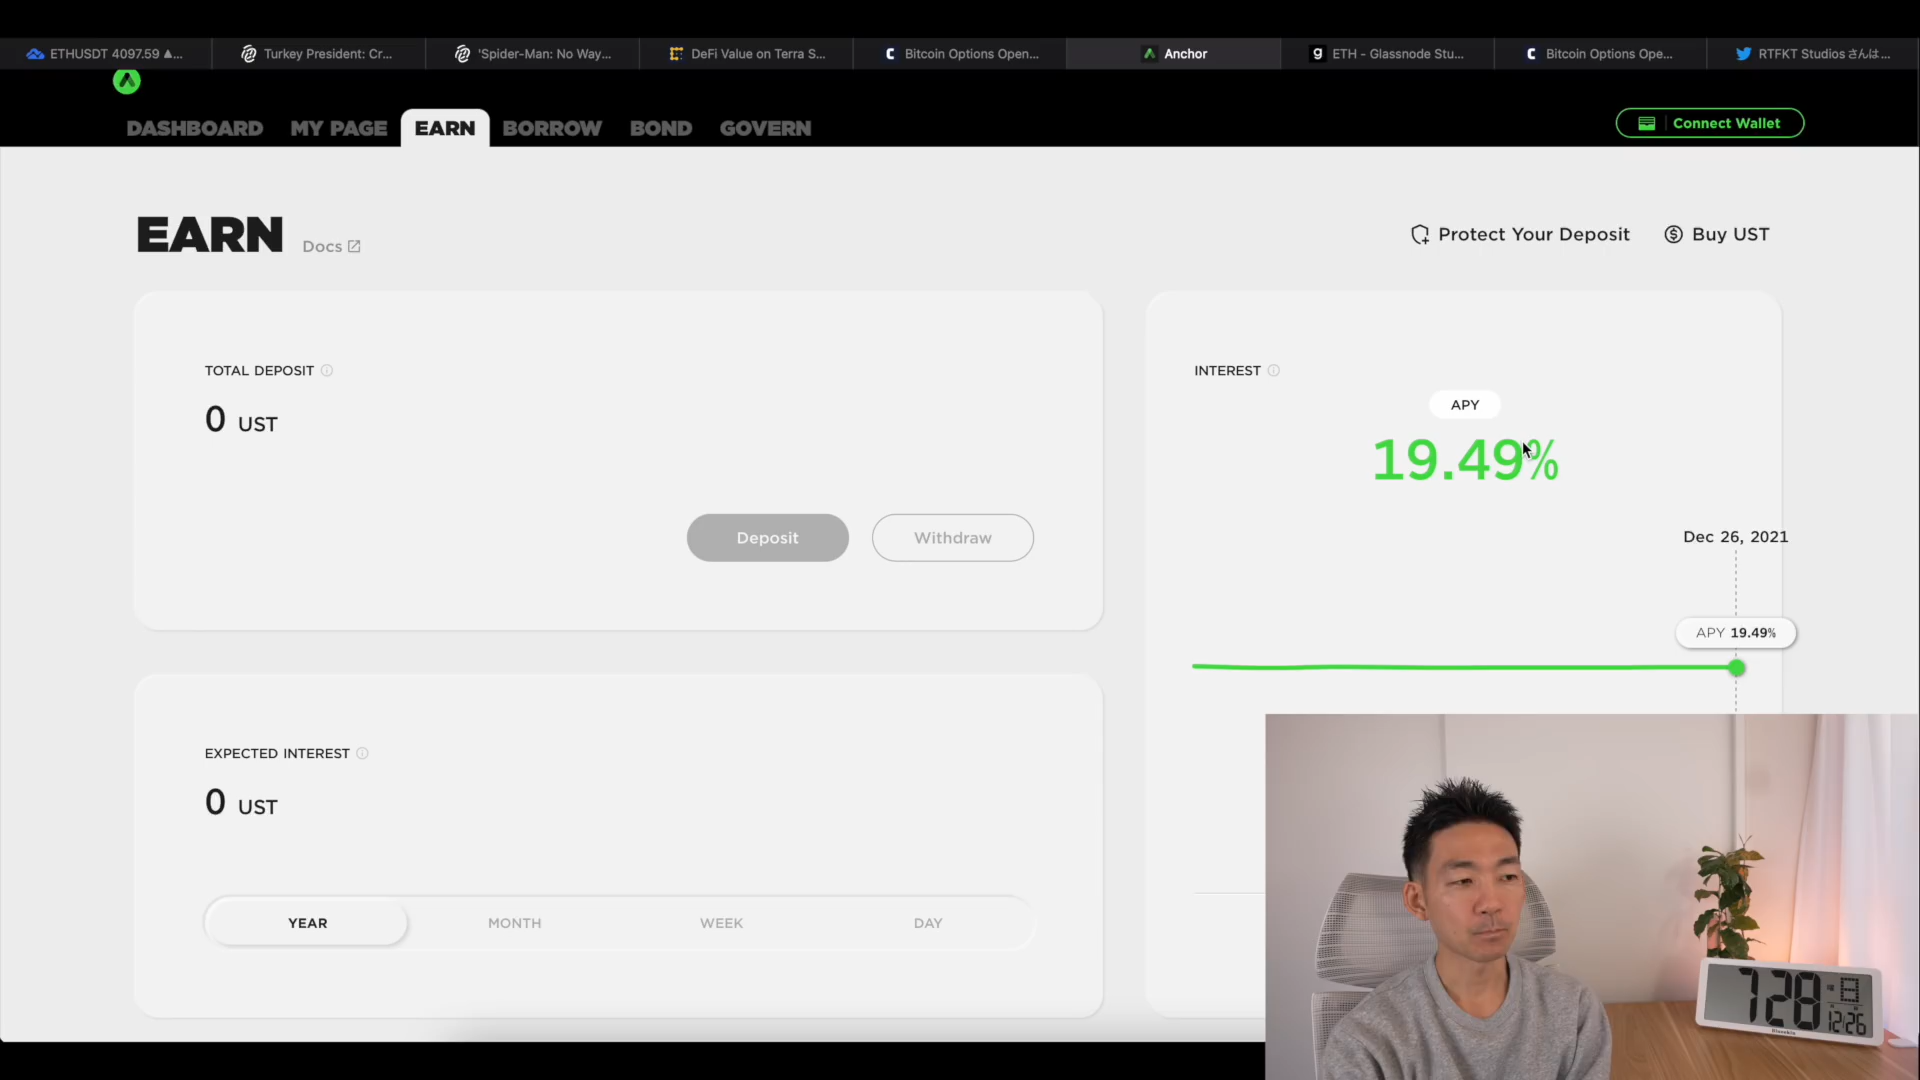 ETHUSDT 4097.59 ▲...
Turkey President: Cr...
'Spider-Man: No Way...
DeFi Value on Terra S...
Bitcoin Options Open...
Anchor
ETH - Glassnode Stu...
Bitcoin Options Ope...
RTFKT Studios さんは...
DASHBOARD
MY PAGE
EARN
BORROW
BOND
GOVERN
Connect Wallet
EARN
Docs
Protect Your Deposit
Buy UST
TOTAL DEPOSIT
0 UST
Deposit
Withdraw
INTEREST
APY
19.49%
Dec 26, 2021
APY 19.49%
EXPECTED INTEREST
0 UST
YEAR
MONTH
WEEK
DAY
7:28
12/26